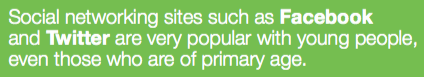 Social networking sites such as Facebook
and Twitter are very popular with young people,
even those who are of primary age.